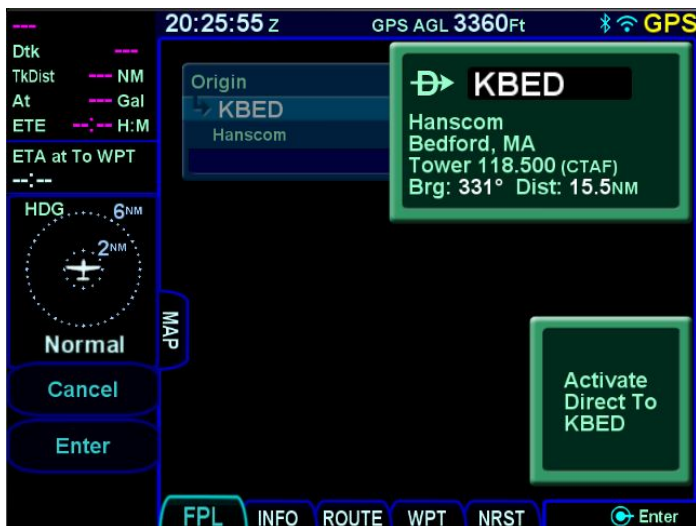 ---
20:25:55 Z
GPS AGL 3360Ft
GPS
Dtk ---
TkDist --- NM
At --- Gal
ETE --:-- H:M
ETA at To WPT
--:--
HDG
6NM
2NM
Normal
Cancel
Enter
MAP
Origin
KBED
Hanscom
D KBED
Hanscom
Bedford, MA
Tower 118.500 (CTAF)
Brg: 331° Dist: 15.5NM
Activate
Direct To
KBED
FPL INFO ROUTE WPT NRST Enter